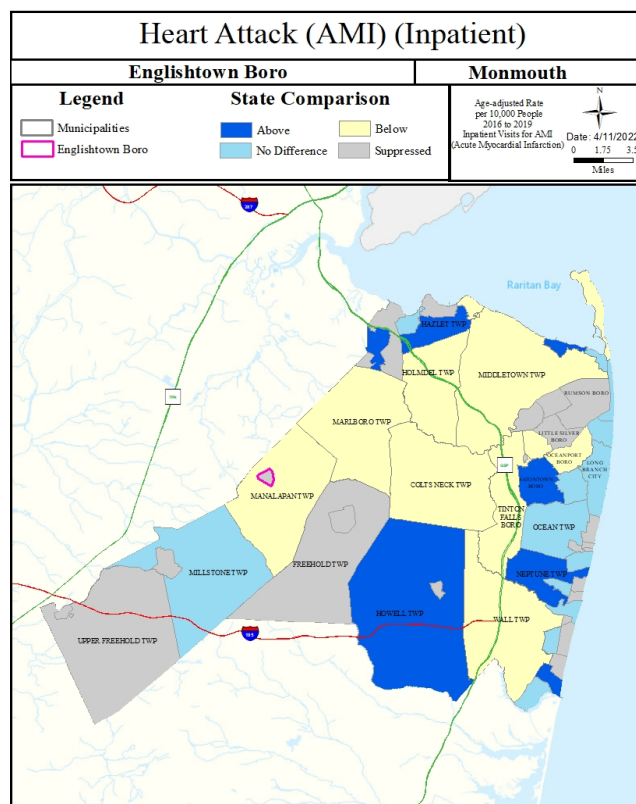 Heart Attack (AMI) (Inpatient)
Englishtown Boro
Monmouth
Legend
Municipalities
Englishtown Boro
State Comparison
Above
Below
No Difference
Suppressed
Age-adjusted Rate
per 10,000 People
2016 to 2019
Inpatient Visits for AMI
(Acute Myocardial Infarction)
N
Date: 4/11/2022
0 1.75 3.5
Miles
Raritan Bay
HAZLET TWP
HOLMDEL TWP
MIDDLETOWN TWP
RUMSON BORO
MARLBORO TWP
LITTLE SILVER
BORO
OCEANPORT
BORO
LONG
BRANCH
CITY
MANALAPAN TWP
COLTS NECK TWP
TINTON
FALLS
BORO
OCEAN TWP
FREEHOLD TWP
MILLSTONE TWP
NEPTUNE TWP
HOWELL TWP
WALL TWP
UPPER FREEHOLD TWP
195